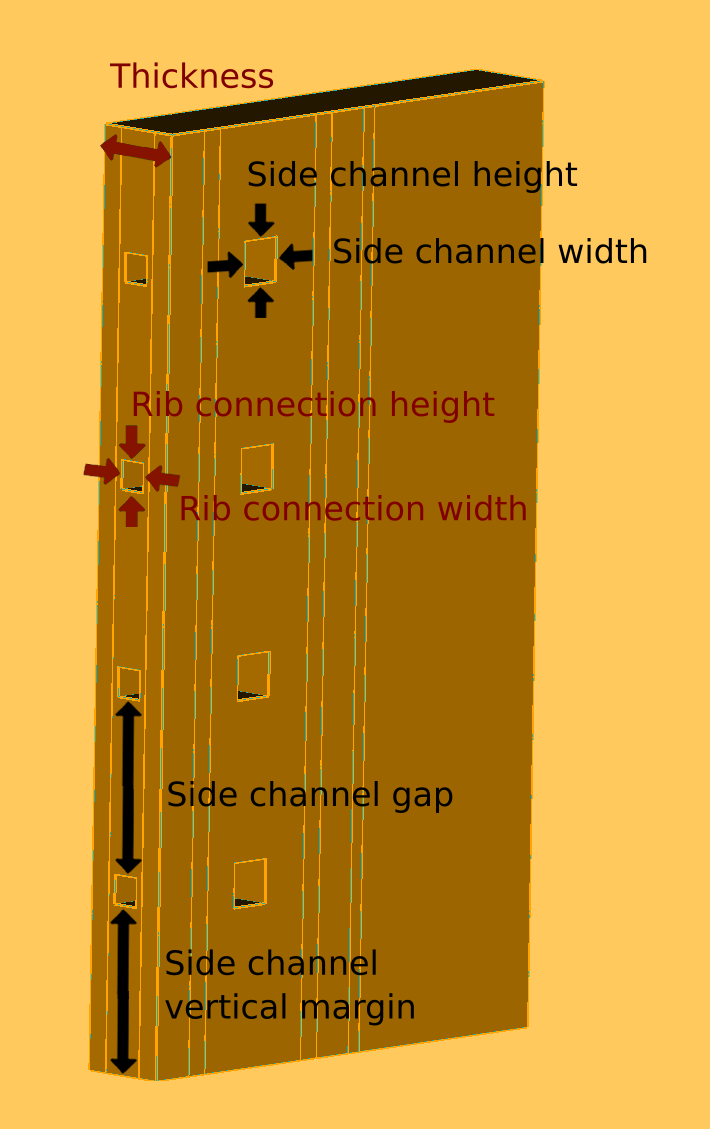 Thickness
Side channel height
Side channel width
Rib connection height
Rib connection width
Side channel gap
Side channel
vertical margin